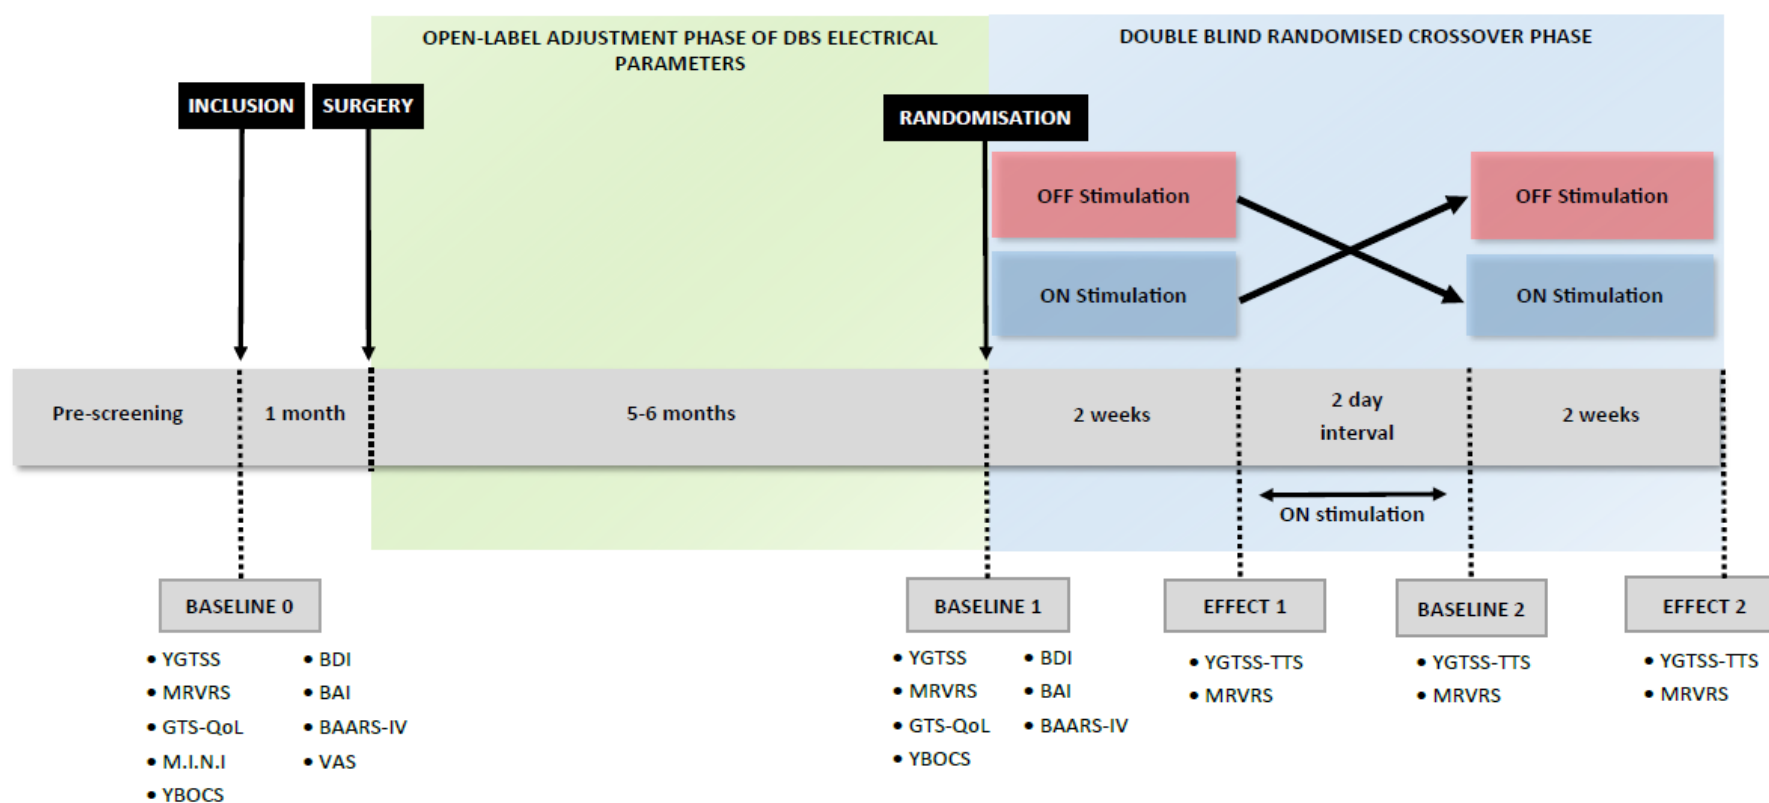 OPEN-LABEL ADJUSTMENT PHASE OF DBS ELECTRICAL
PARAMETERS
DOUBLE BLIND RANDOMISED CROSSOVER PHASE
INCLUSION
SURGERY
RANDOMISATION
OFF Stimulation
OFF Stimulation
ON Stimulation
ON Stimulation
Pre-screening
1 month
5-6 months
2 weeks
2 day
interval
2 weeks
ON stimulation
BASELINE 0
• YGTSS
• MRVRS
• GTS-QoL
• M.I.N.I
• YBOCS
• BDI
• BAI
• BAARS-IV
• VAS
BASELINE 1
• YGTSS
• MRVRS
• GTS-QoL
• YBOCS
• BDI
• BAI
• BAARS-IV
EFFECT 1
• YGTSS-TTS
• MRVRS
BASELINE 2
• YGTSS-TTS
• MRVRS
EFFECT 2
• YGTSS-TTS
• MRVRS